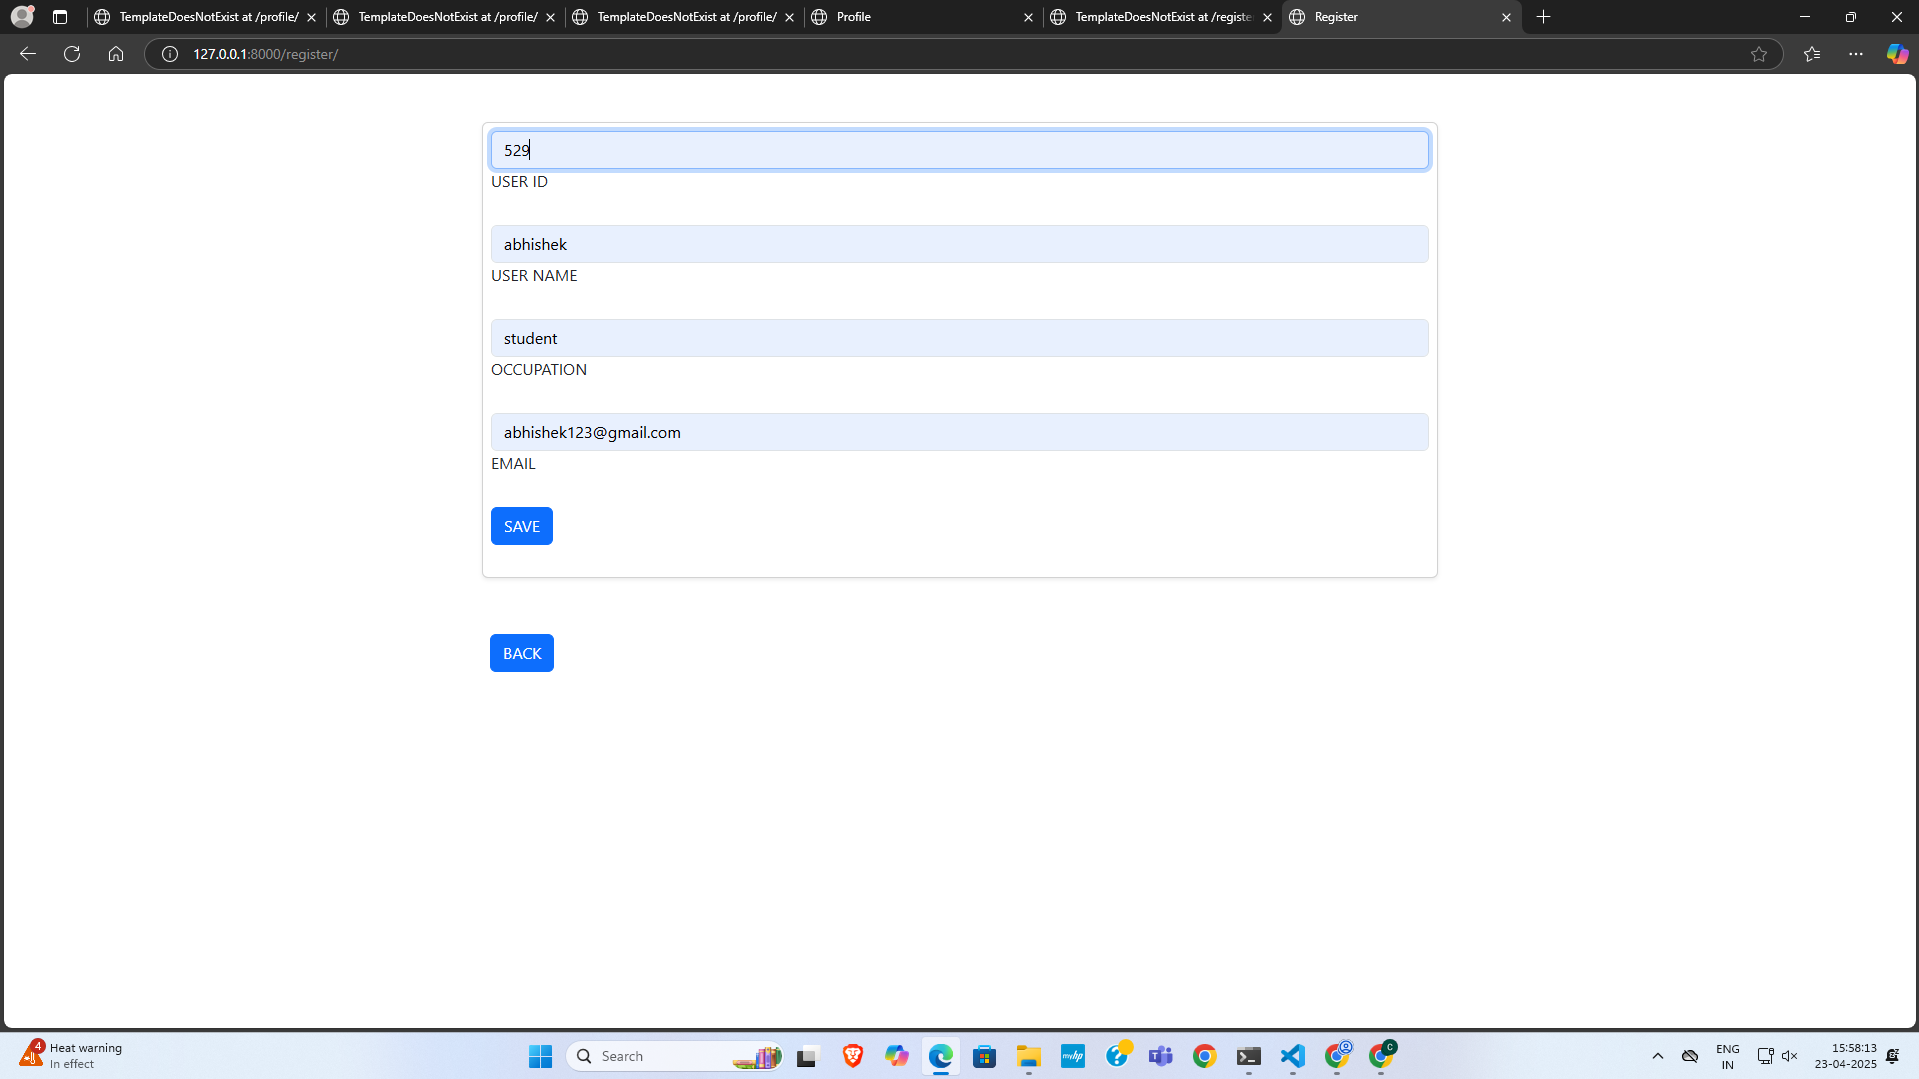 TemplateDoesNotExist at /profile/
TemplateDoesNotExist at /profile/
TemplateDoesNotExist at /profile/
Profile
TemplateDoesNotExist at /registe
Register
127.0.0.1:8000/register/
529
USER ID
abhishek
USER NAME
student
OCCUPATION
abhishek123@gmail.com
EMAIL
SAVE
BACK
4
Heat warning
In effect
Search
myhp
C
ENG
IN
15:58:13
23-04-2025